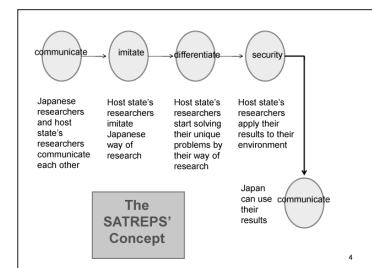 communicate
imitate
differentiate
security
Japanese
researchers
and host
state's
researchers
communicate
each other
Host state's
researchers
imitate
Japanese
way of
research
Host state's
researchers
start solving
their unique
problems by
their way of
research
Host state's
researchers
apply their
results to their
environment
Japan
can use
their
results
communicate
The
SATREPS'
Concept
4